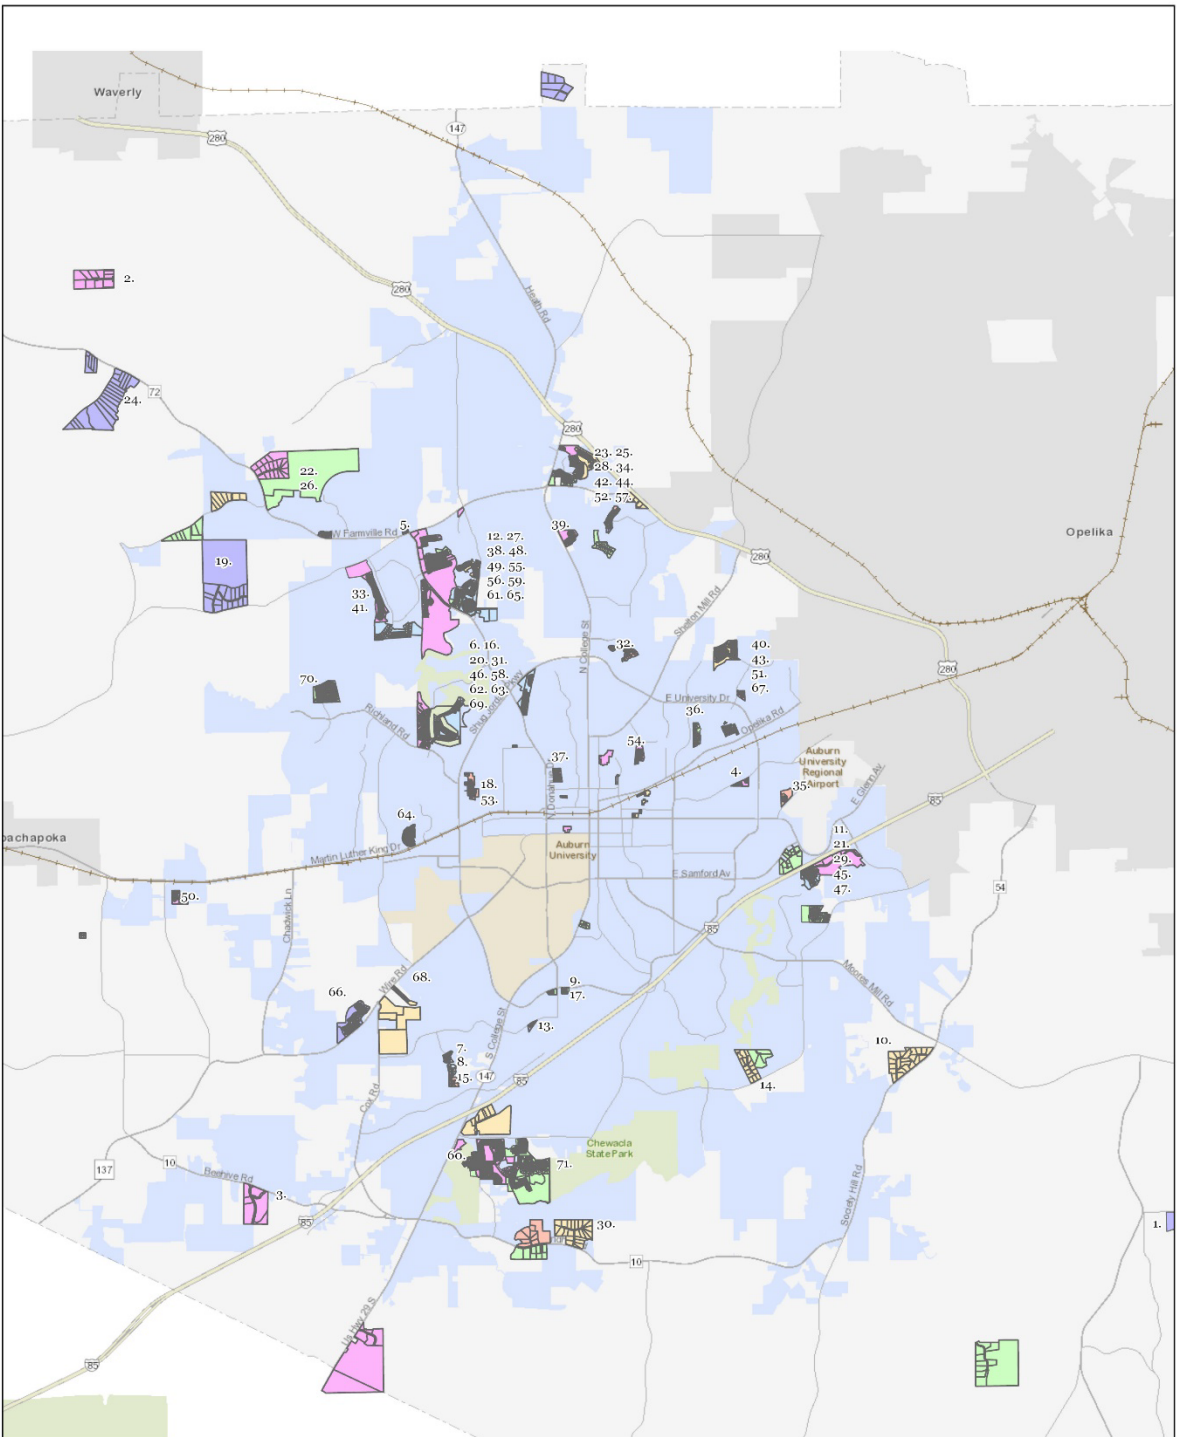 Waverly
147
280
2.
280
Heath Rd
24.
72
280
23. 25.
28. 34.
42. 44.
52. 57.
22.
26.
5.
W Farmville Rd
39.
12. 27.
38. 48.
49. 55.
56. 59.
61. 65.
Opelika
280
19.
33.
41.
Shelton Mill Rd
N College St
6. 16.
20. 31.
46. 58.
62. 63.
69.
32.
40.
43.
51.
67.
280
70.
E University Dr
Richland Rd
36.
Opelika Rd
54.
37.
N Donahue Dr
4.
Auburn
University
Regional
Airport
35.
E Glenn Av
85
18.
53.
64.
11.
21.
29.
45.
47.
Martin Luther King Dr
Auburn
University
E Samford Av
54
50.
Chadwick Ln
85
Moores Mill Rd
Wire Rd
68.
66.
9.
17.
13.
S College St
7.
8.
15.
147
85
10.
14.
Cox Rd
60.
71.
Chewacla
State Park
137
10
Beehive Rd
3.
85
Society Hill Rd
30.
1.
10
Us Hwy 29 S
85